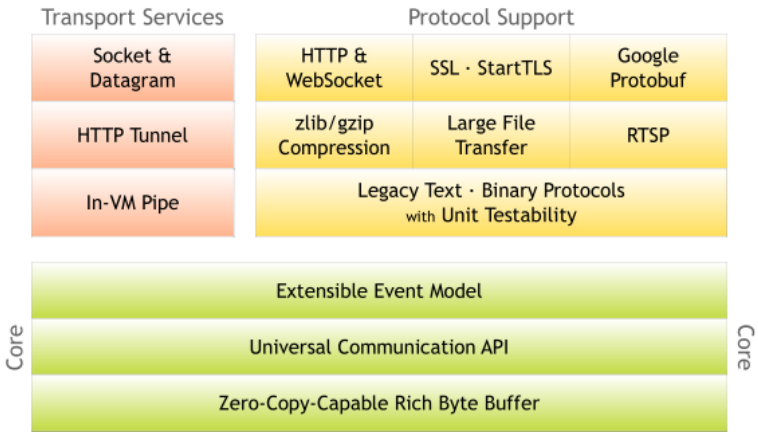 Transport Services
Protocol Support
Socket &
Datagram
HTTP &
WebSocket
SSL · StartTLS
Google
Protobuf
HTTP Tunnel
zlib/gzip
Compression
Large File
Transfer
RTSP
In-VM Pipe
Legacy Text · Binary Protocols
with Unit Testability
Core
Extensible Event Model
Universal Communication API
Zero-Copy-Capable Rich Byte Buffer
Core